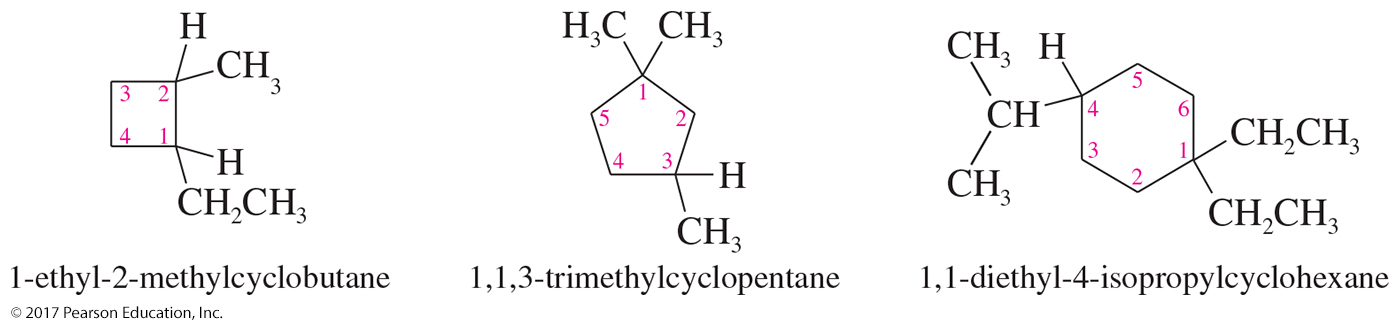 H
CH₃
3 2
4 1
H
CH₂CH₃
1-ethyl-2-methylcyclobutane
H₃C CH₃
1
5 2
4 3
H
CH₃
1,1,3-trimethylcyclopentane
CH₃ H
5
CH 4 6
3 1 CH₂CH₃
2
CH₃ CH₂CH₃
1,1-diethyl-4-isopropylcyclohexane
© 2017 Pearson Education, Inc.